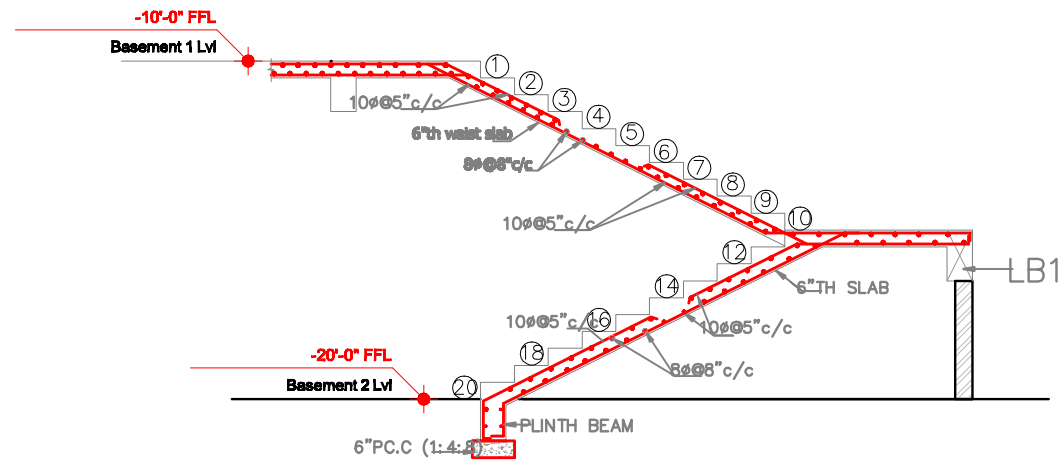 -10'-0" FFL
Basement 1 Lvl
1
2
10ø@5"c/c
3
4
6"th waist slab
5
8ø@8"c/c
6
7
8
9
10ø@5"c/c
10
12
LB1
6"TH SLAB
14
10ø@5"c/c
16
10ø@5"c/c
-20'-0" FFL
18
8ø@8"c/c
Basement 2 Lvl
20
PLINTH BEAM
6"PC.C (1:4:8)